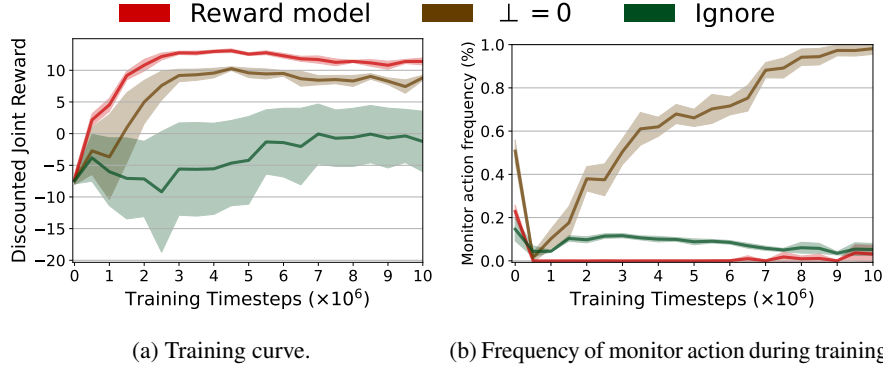 Reward model ⊥ = 0 Ignore
Discounted Joint Reward
10
5
0
−5
−10
−15
−20
0 1 2 3 4 5 6 7 8 9 10
Training Timesteps (×10⁶)
(a) Training curve.
Monitor action frequency (%)
1.0
0.8
0.6
0.4
0.2
0.0
0 1 2 3 4 5 6 7 8 9 10
Training Timesteps (×10⁶)
(b) Frequency of monitor action during training